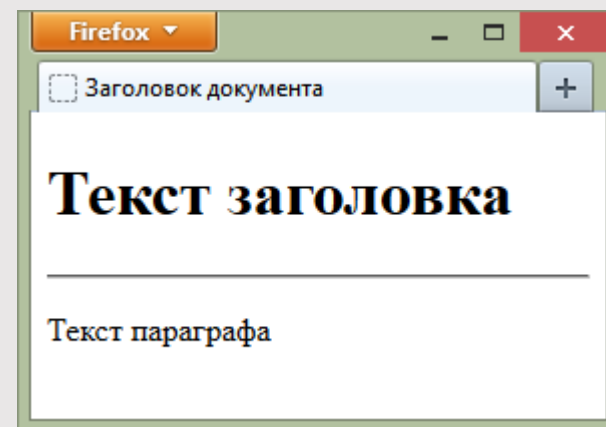 Firefox
Заголовок документа
Текст заголовка
Текст параграфа